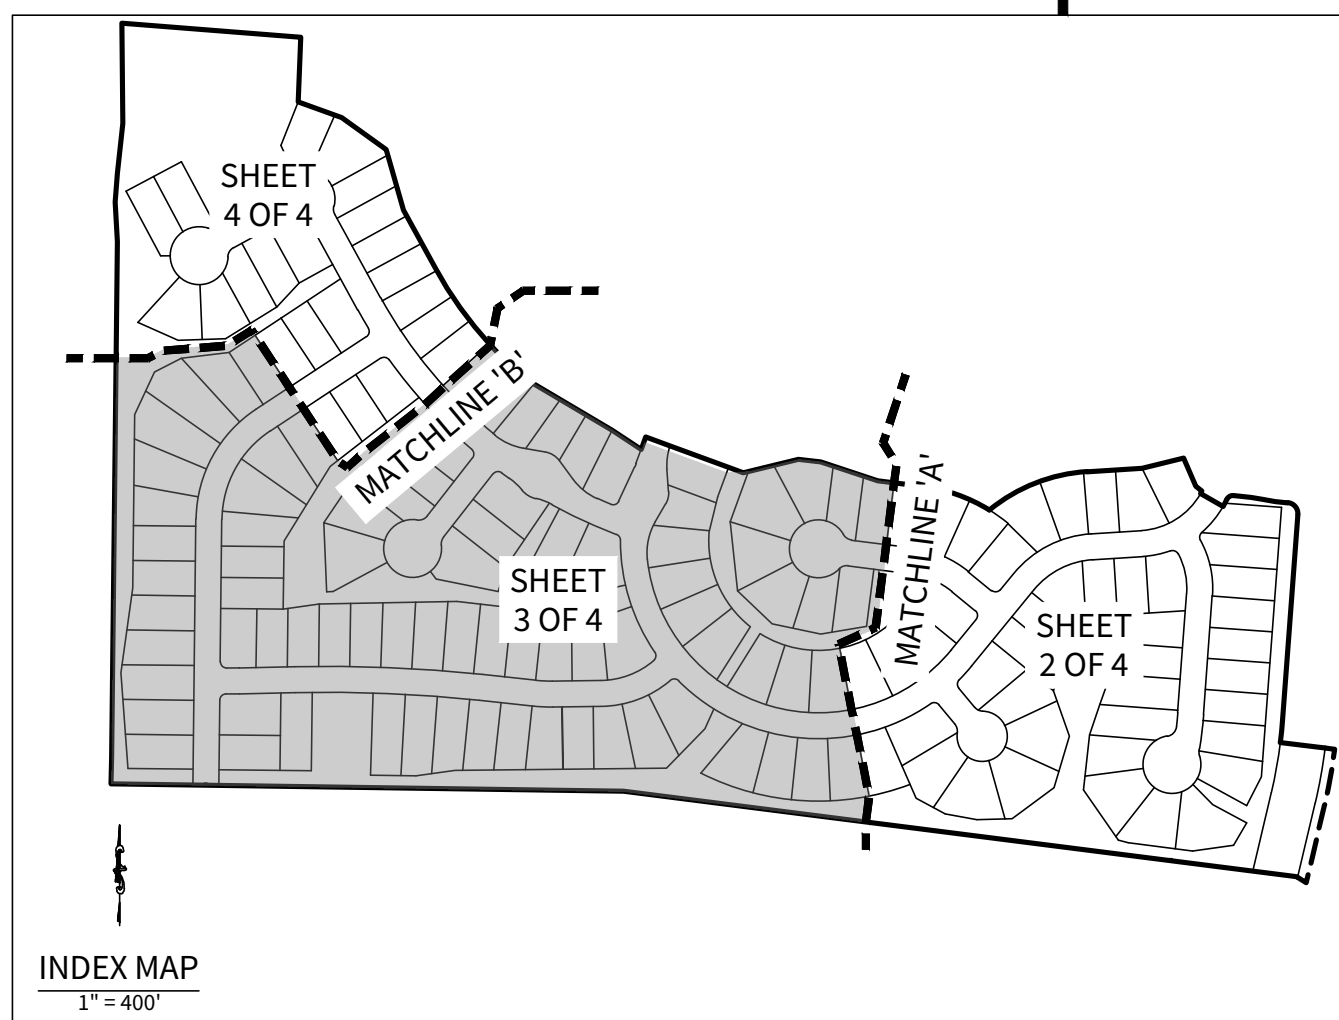 SHEET
4 OF 4
MATCHLINE 'B'
MATCHLINE 'A'
SHEET
3 OF 4
SHEET
2 OF 4
INDEX MAP
1" = 400'